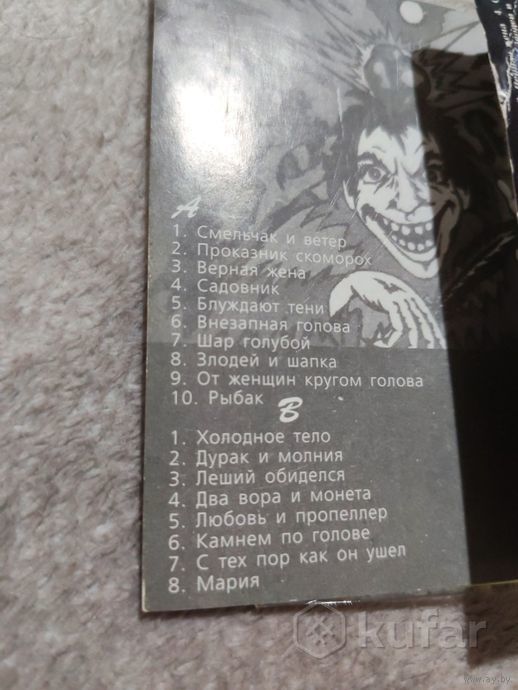 A
1. Смельчак и ветер
2. Проказник скоморох
3. Верная жена
4. Садовник
5. Блуждают тени
6. Внезапная голова
7. Шар голубой
8. Злодей и шапка
9. От женщин кругом голова
10. Рыбак
B
1. Холодное тело
2. Дурак и молния
3. Леший обиделся
4. Два вора и монета
5. Любовь и пропеллер
6. Камнем по голове
7. С тех пор как он ушел
8. Мария
kufar
www.ay.by